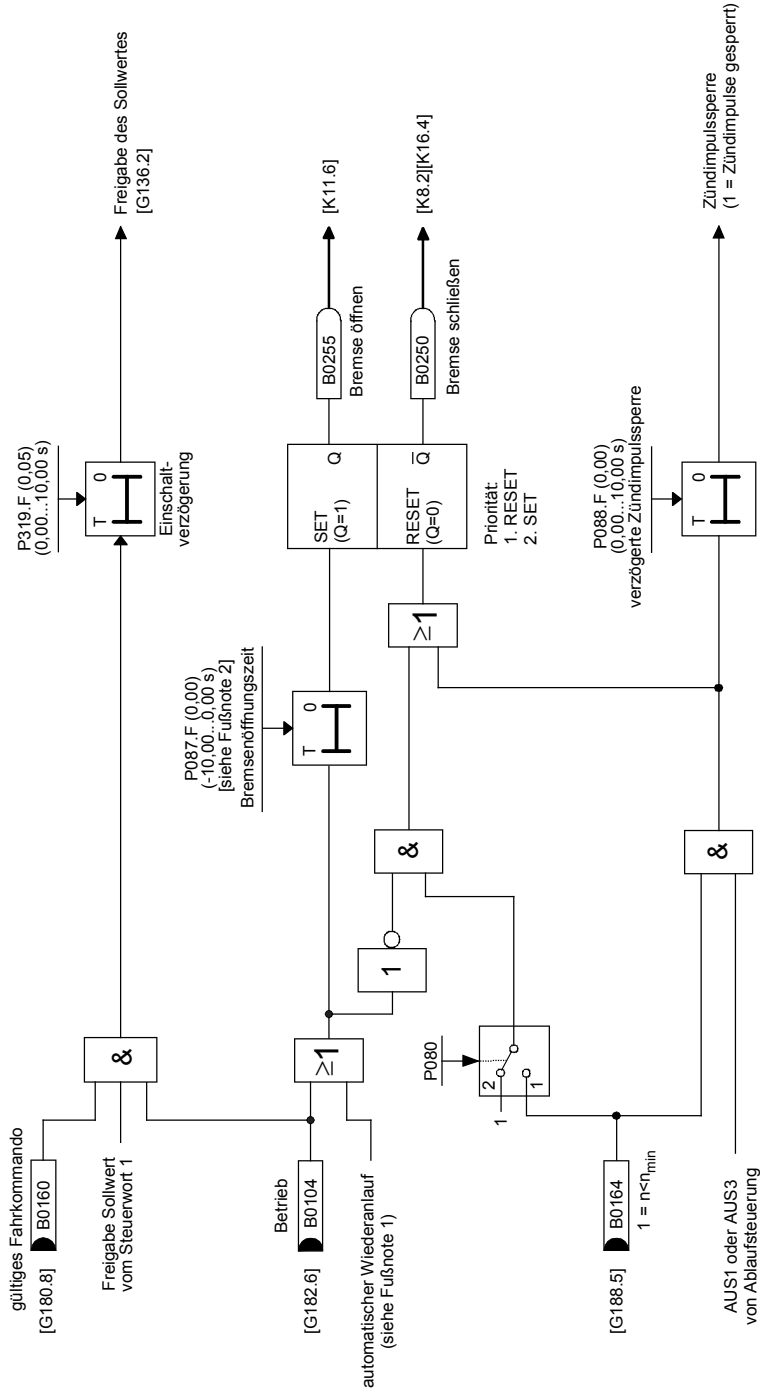 gültiges Fahrkommando
[G180.8]
B0160
Freigabe Sollwert
vom Steuerwort 1
&
P319.F (0,05)
(0,00...10,00 s)
T 0
Einschalt-
verzögerung
Freigabe des Sollwertes
[G136.2]
Betrieb
[G182.6]
B0104
automatischer Wiederanlauf
(siehe Fußnote 1)
≥1
1
&
P087.F (0,00)
(-10,00...0,00 s)
[siehe Fußnote 2]
Bremsenöffnungszeit
T 0
SET
(Q=1)
Q
B0255
[K11.6]
Bremse öffnen
RESET
(Q=0)
Q̅
B0250
[K8.2][K16.4]
Bremse schließen
≥1
Priorität:
1. RESET
2. SET
P080
2
1
1
[G188.5]
B0164
1 = n<nmin
AUS1 oder AUS3
von Ablaufsteuerung
&
P088.F (0,00)
(0,00...10,00 s)
verzögerte Zündimpulssperre
T 0
Zündimpulssperre
(1 = Zündimpulse gesperrt)